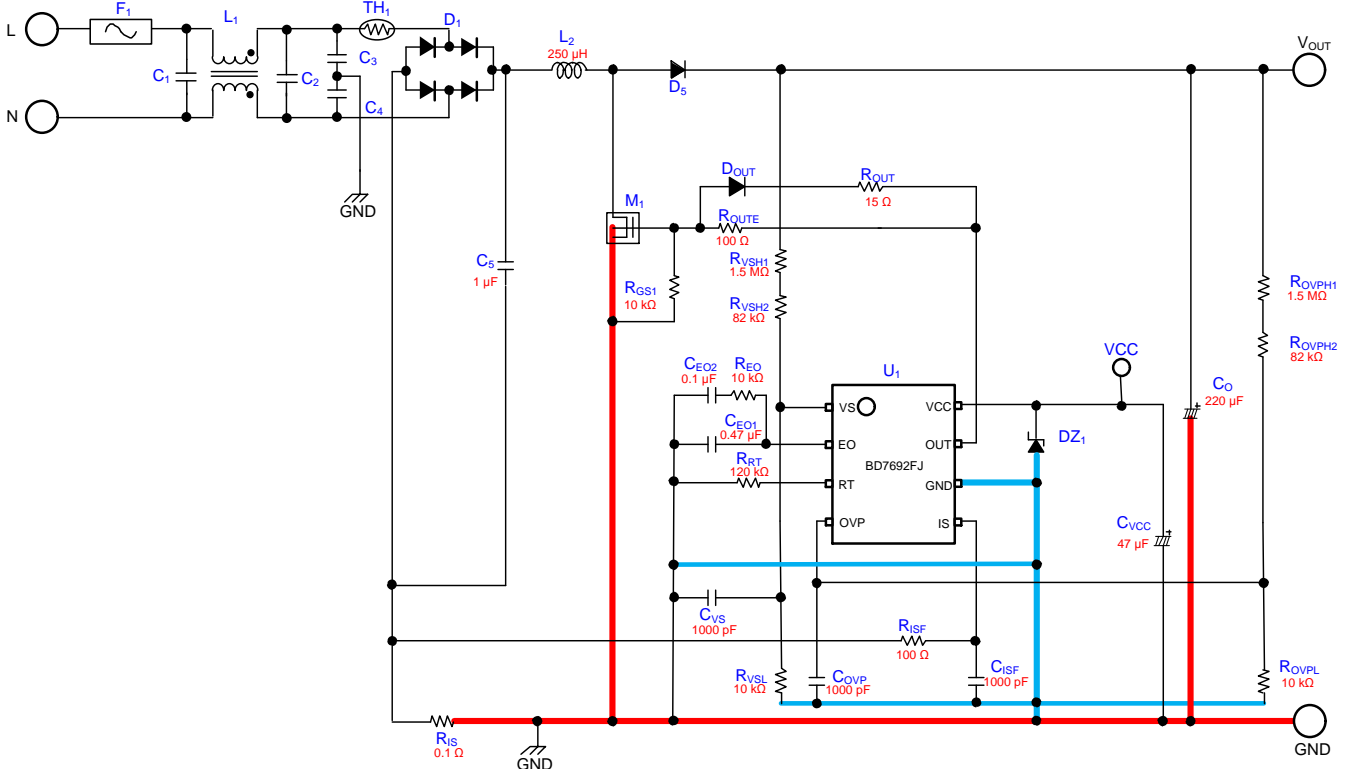 F1
L1
TH1
D1
L
C1
C2
C3
C4
N
GND
L2
250 µH
D5
VOUT
DOUT
ROUT
15 Ω
M1
ROUTE
100 Ω
C5
1 µF
RGS1
10 kΩ
RVSH1
1.5 MΩ
RVSH2
82 kΩ
ROVPH1
1.5 MΩ
ROVPH2
82 kΩ
CEO2
0.1 µF
REO
10 kΩ
CEO1
0.47 µF
RRT
120 kΩ
U1
VS
EO
RT
OVP
BD7692FJ
VCC
OUT
GND
IS
VCC
DZ1
CVCC
47 µF
CO
220 µF
CVS
1000 pF
RISF
100 Ω
RVSL
10 kΩ
COVP
1000 pF
CISF
1000 pF
ROVPL
10 kΩ
RIS
0.1 Ω
GND
GND